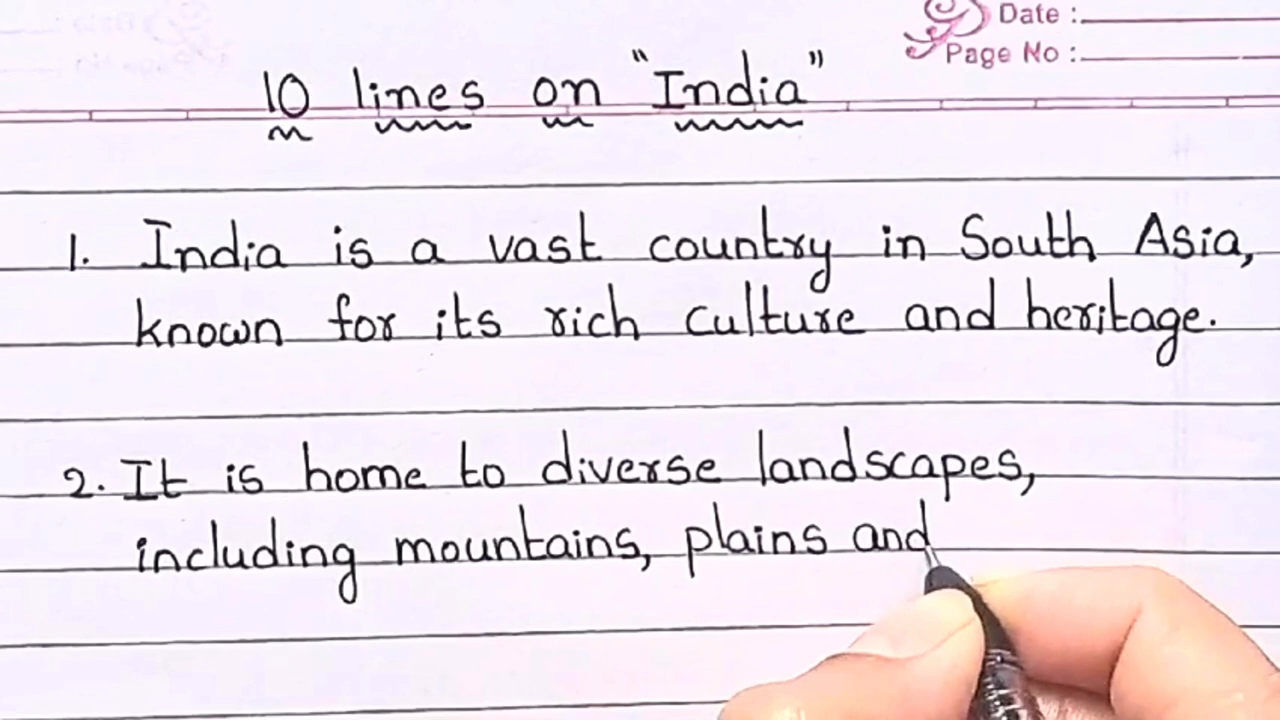 Date :
Page No :
10 lines on "India"
1. India is a vast country in South Asia,
known for its rich culture and heritage.
2. It is home to diverse landscapes,
including mountains, plains and